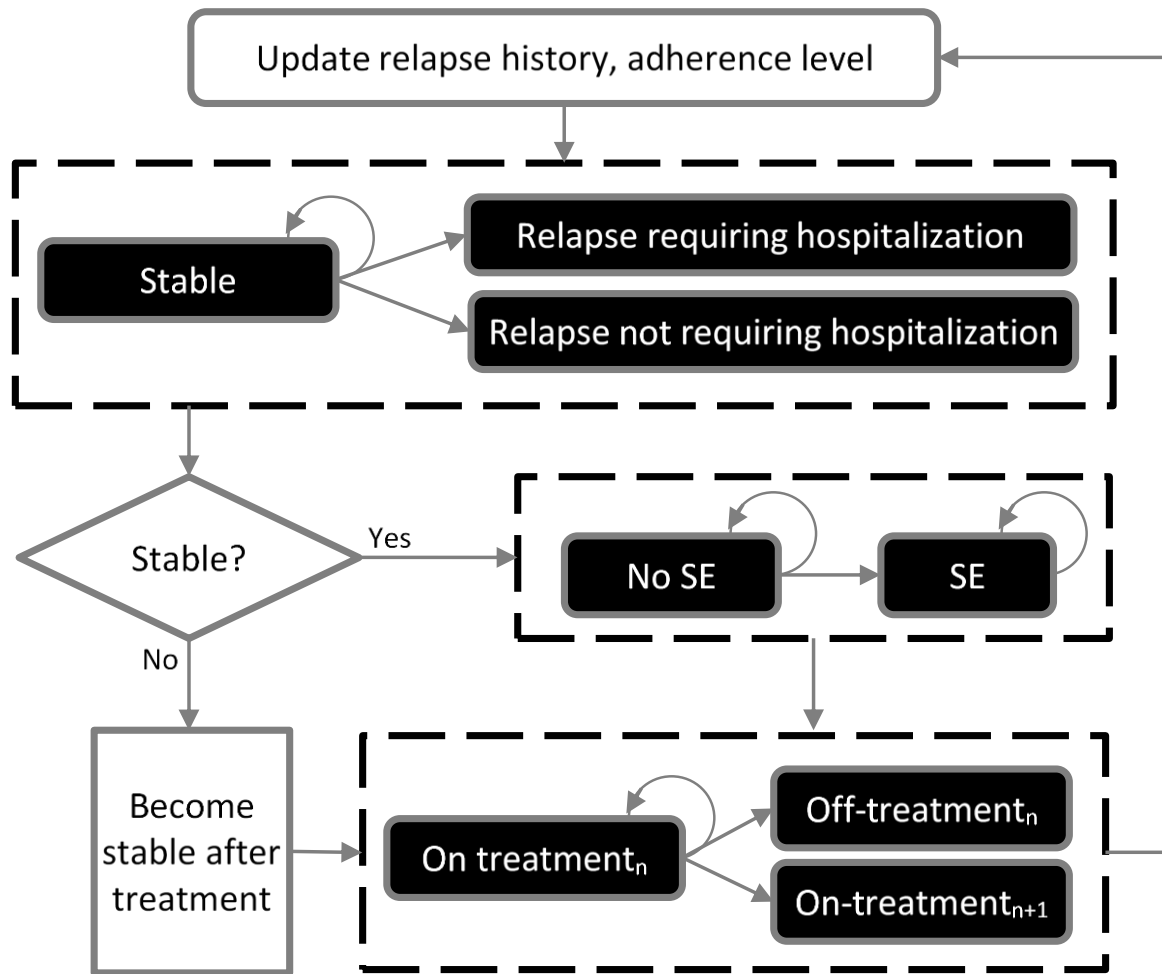 Update relapse history, adherence level
Relapse requiring hospitalization
Stable
Relapse not requiring hospitalization
Stable?
Yes
No SE
SE
No
Become
stable after
treatment
On treatmentₙ
Off-treatmentₙ
On-treatmentₙ₊₁